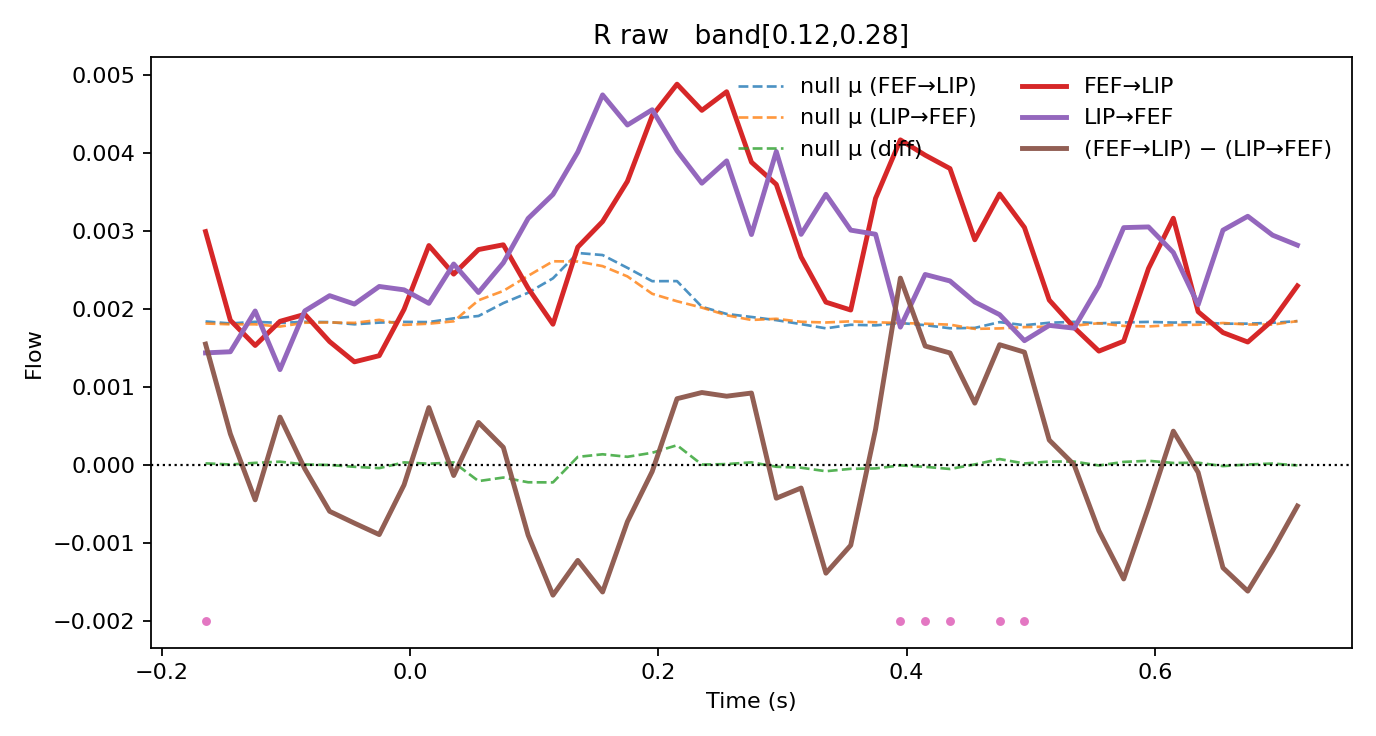 R raw   band[0.12,0.28]
Flow
0.005
0.004
0.003
0.002
0.001
0.000
−0.001
−0.002
null μ (FEF→LIP)
null μ (LIP→FEF)
null μ (diff)
FEF→LIP
LIP→FEF
(FEF→LIP) − (LIP→FEF)
−0.2 0.0 0.2 0.4 0.6
Time (s)